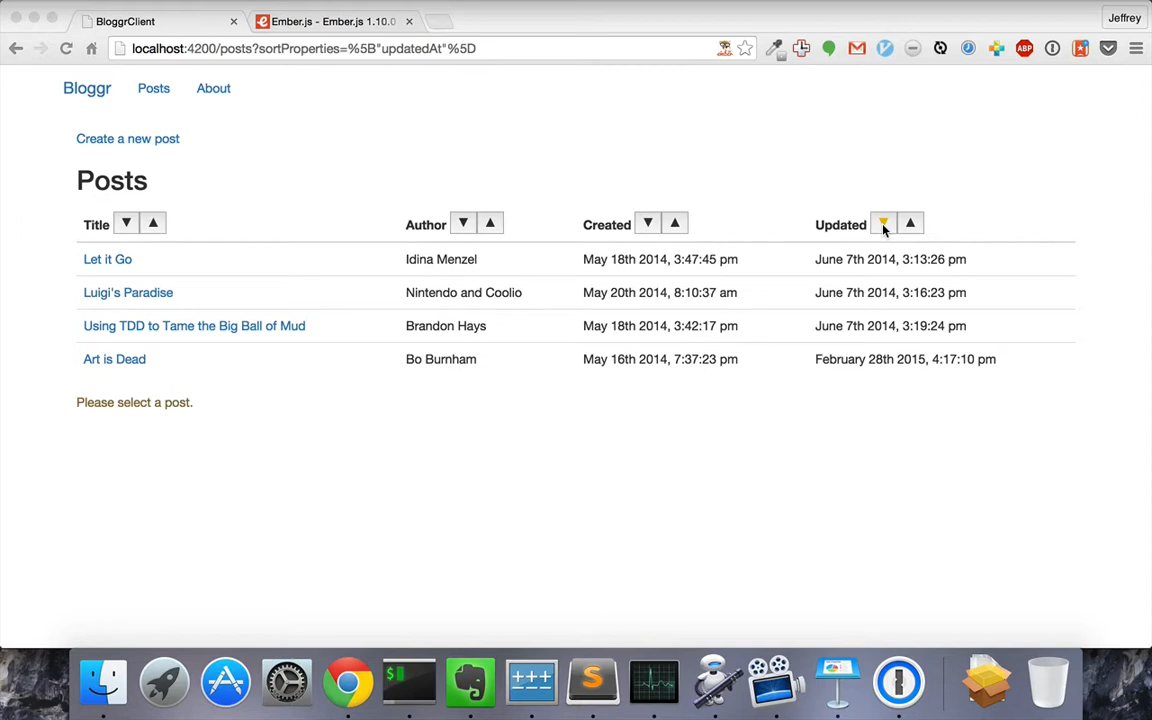 BloggrClient
Ember.js - Ember.js 1.10.0
Jeffrey
localhost:4200/posts?sortProperties=%5B"updatedAt"%5D
ABP
Bloggr Posts About
Create a new post
Posts
Title ▼ ▲ Author ▼ ▲ Created ▼ ▲ Updated ▼ ▲
Let it Go Idina Menzel May 18th 2014, 3:47:45 pm June 7th 2014, 3:13:26 pm
Luigi's Paradise Nintendo and Coolio May 20th 2014, 8:10:37 am June 7th 2014, 3:16:23 pm
Using TDD to Tame the Big Ball of Mud Brandon Hays May 18th 2014, 3:42:17 pm June 7th 2014, 3:19:24 pm
Art is Dead Bo Burnham May 16th 2014, 7:37:23 pm February 28th 2015, 4:17:10 pm
Please select a post.